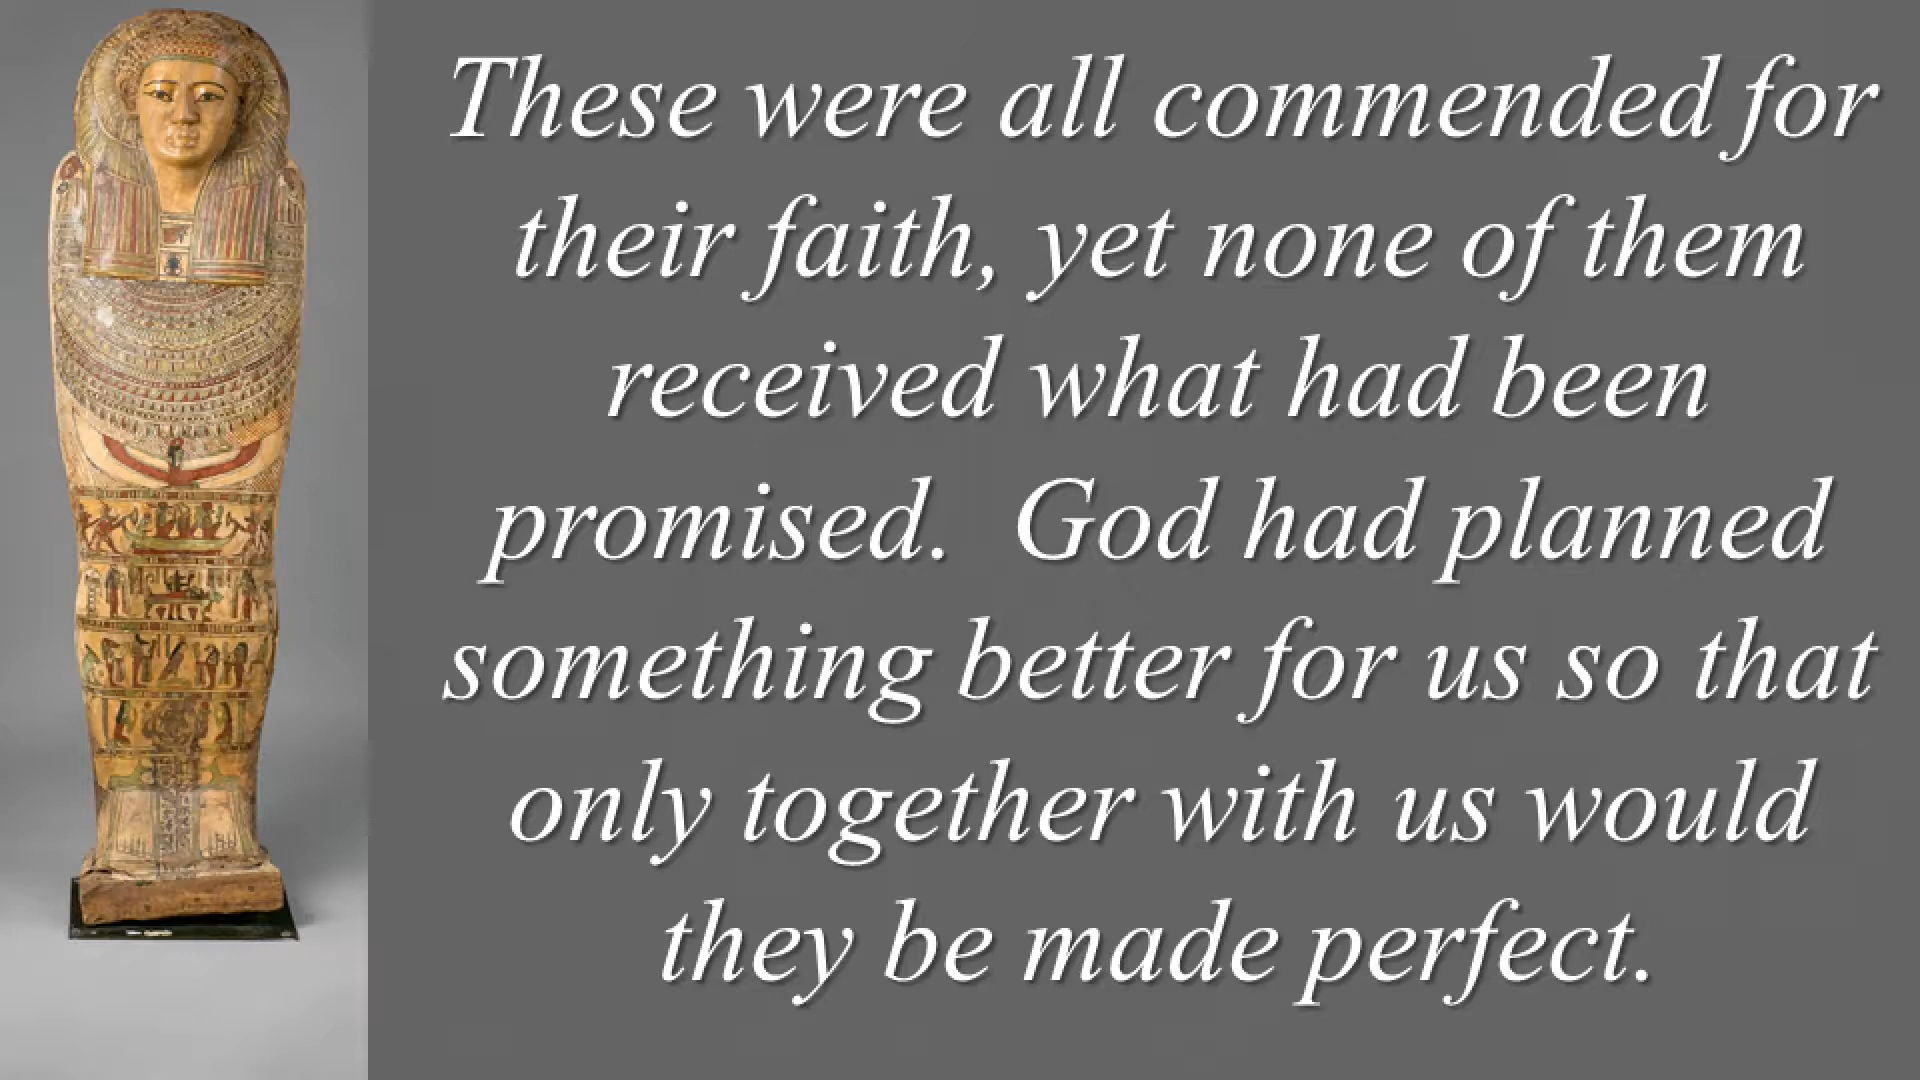 These were all commended for
their faith, yet none of them
received what had been
promised.  God had planned
something better for us so that
only together with us would
they be made perfect.